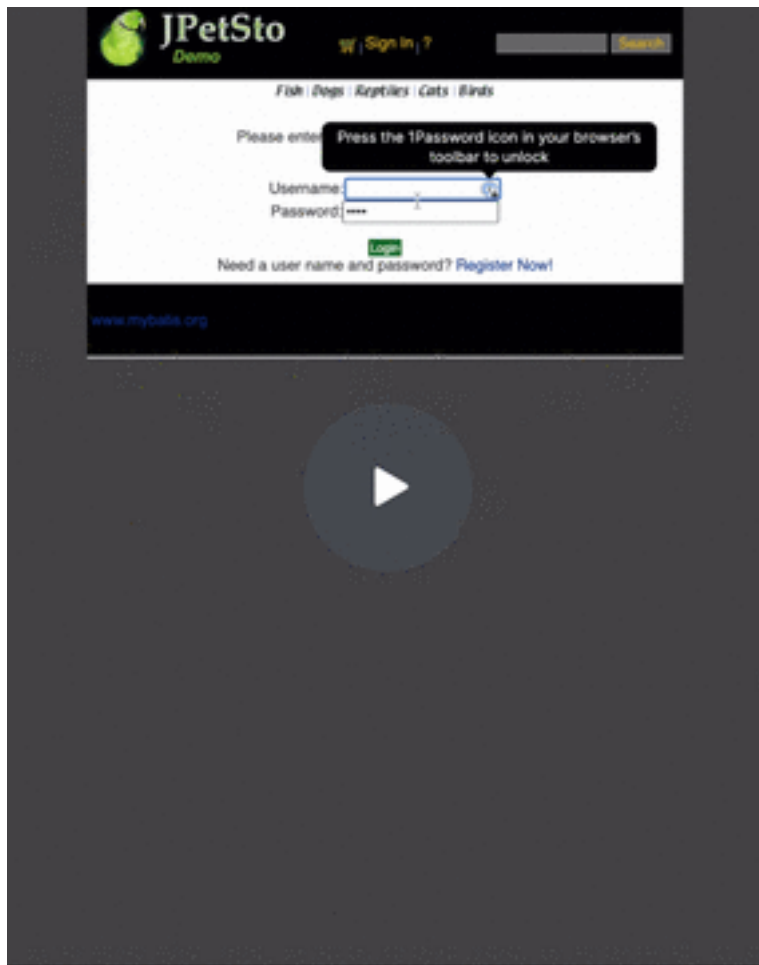 JPetSto
Demo
Sign In | ?
Search
Fish | Dogs | Reptiles | Cats | Birds
Please enter
Press the 1Password icon in your browser's
toolbar to unlock
Username:
Password: ••••
Login
Need a user name and password? Register Now!
www.mybatis.org